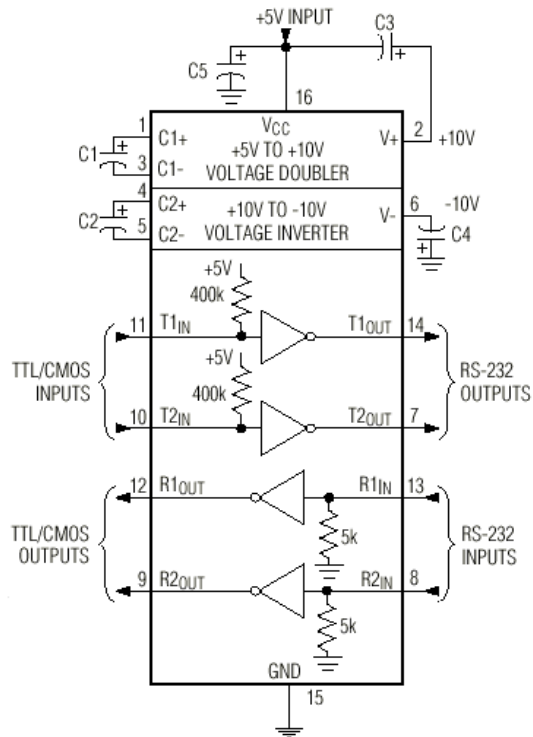 +5V INPUT
C3
+
C5
+
16
VCC
+5V TO +10V
VOLTAGE DOUBLER
1
C1+
C1
+
3
C1-
V+
2
+10V
4
C2+
C2
+
5
C2-
+10V TO -10V
VOLTAGE INVERTER
V-
6
-10V
C4
+
+5V
400k
11
T1IN
T1OUT
14
+5V
400k
TTL/CMOS
INPUTS
RS-232
OUTPUTS
10
T2IN
T2OUT
7
12
R1OUT
R1IN
13
5k
TTL/CMOS
OUTPUTS
RS-232
INPUTS
9
R2OUT
R2IN
8
5k
GND
15